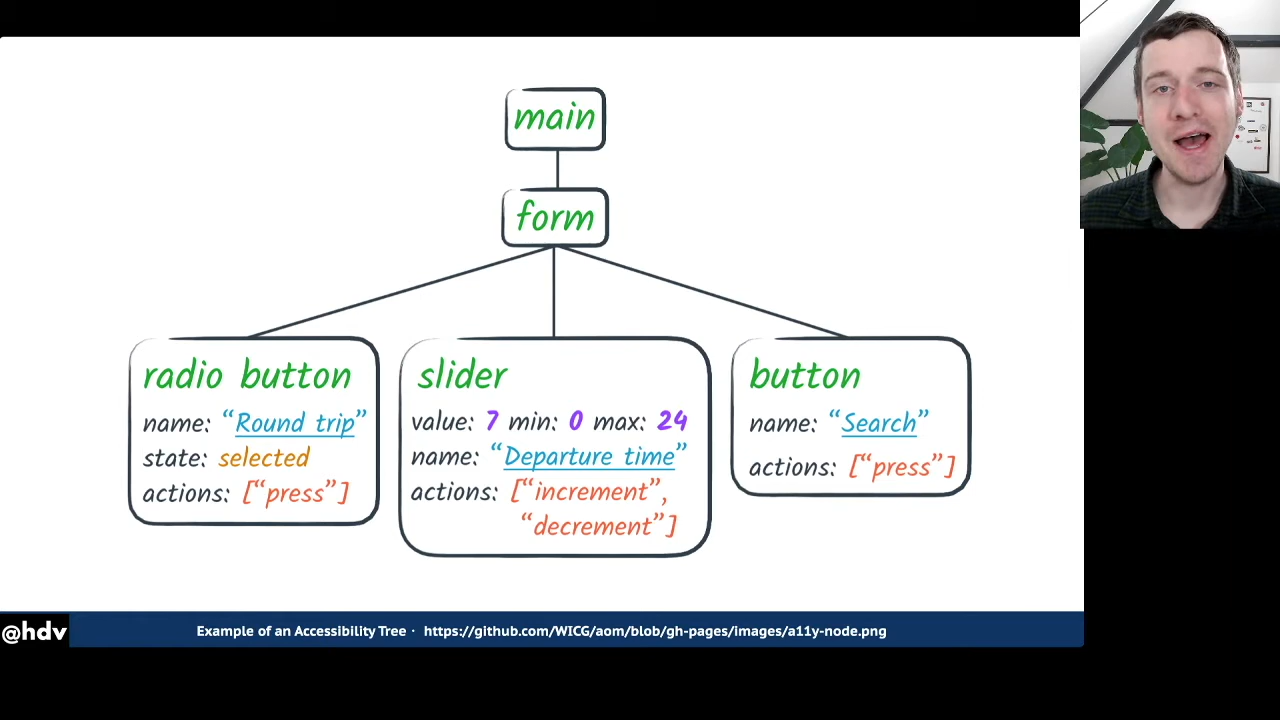 main
form
radio button
name: “Round trip”
state: selected
actions: [“press”]
slider
value: 7 min: 0 max: 24
name: “Departure time”
actions: [“increment”,
“decrement”]
button
name: “Search”
actions: [“press”]
@hdv
Example of an Accessibility Tree · https://github.com/WICG/aom/blob/gh-pages/images/a11y-node.png